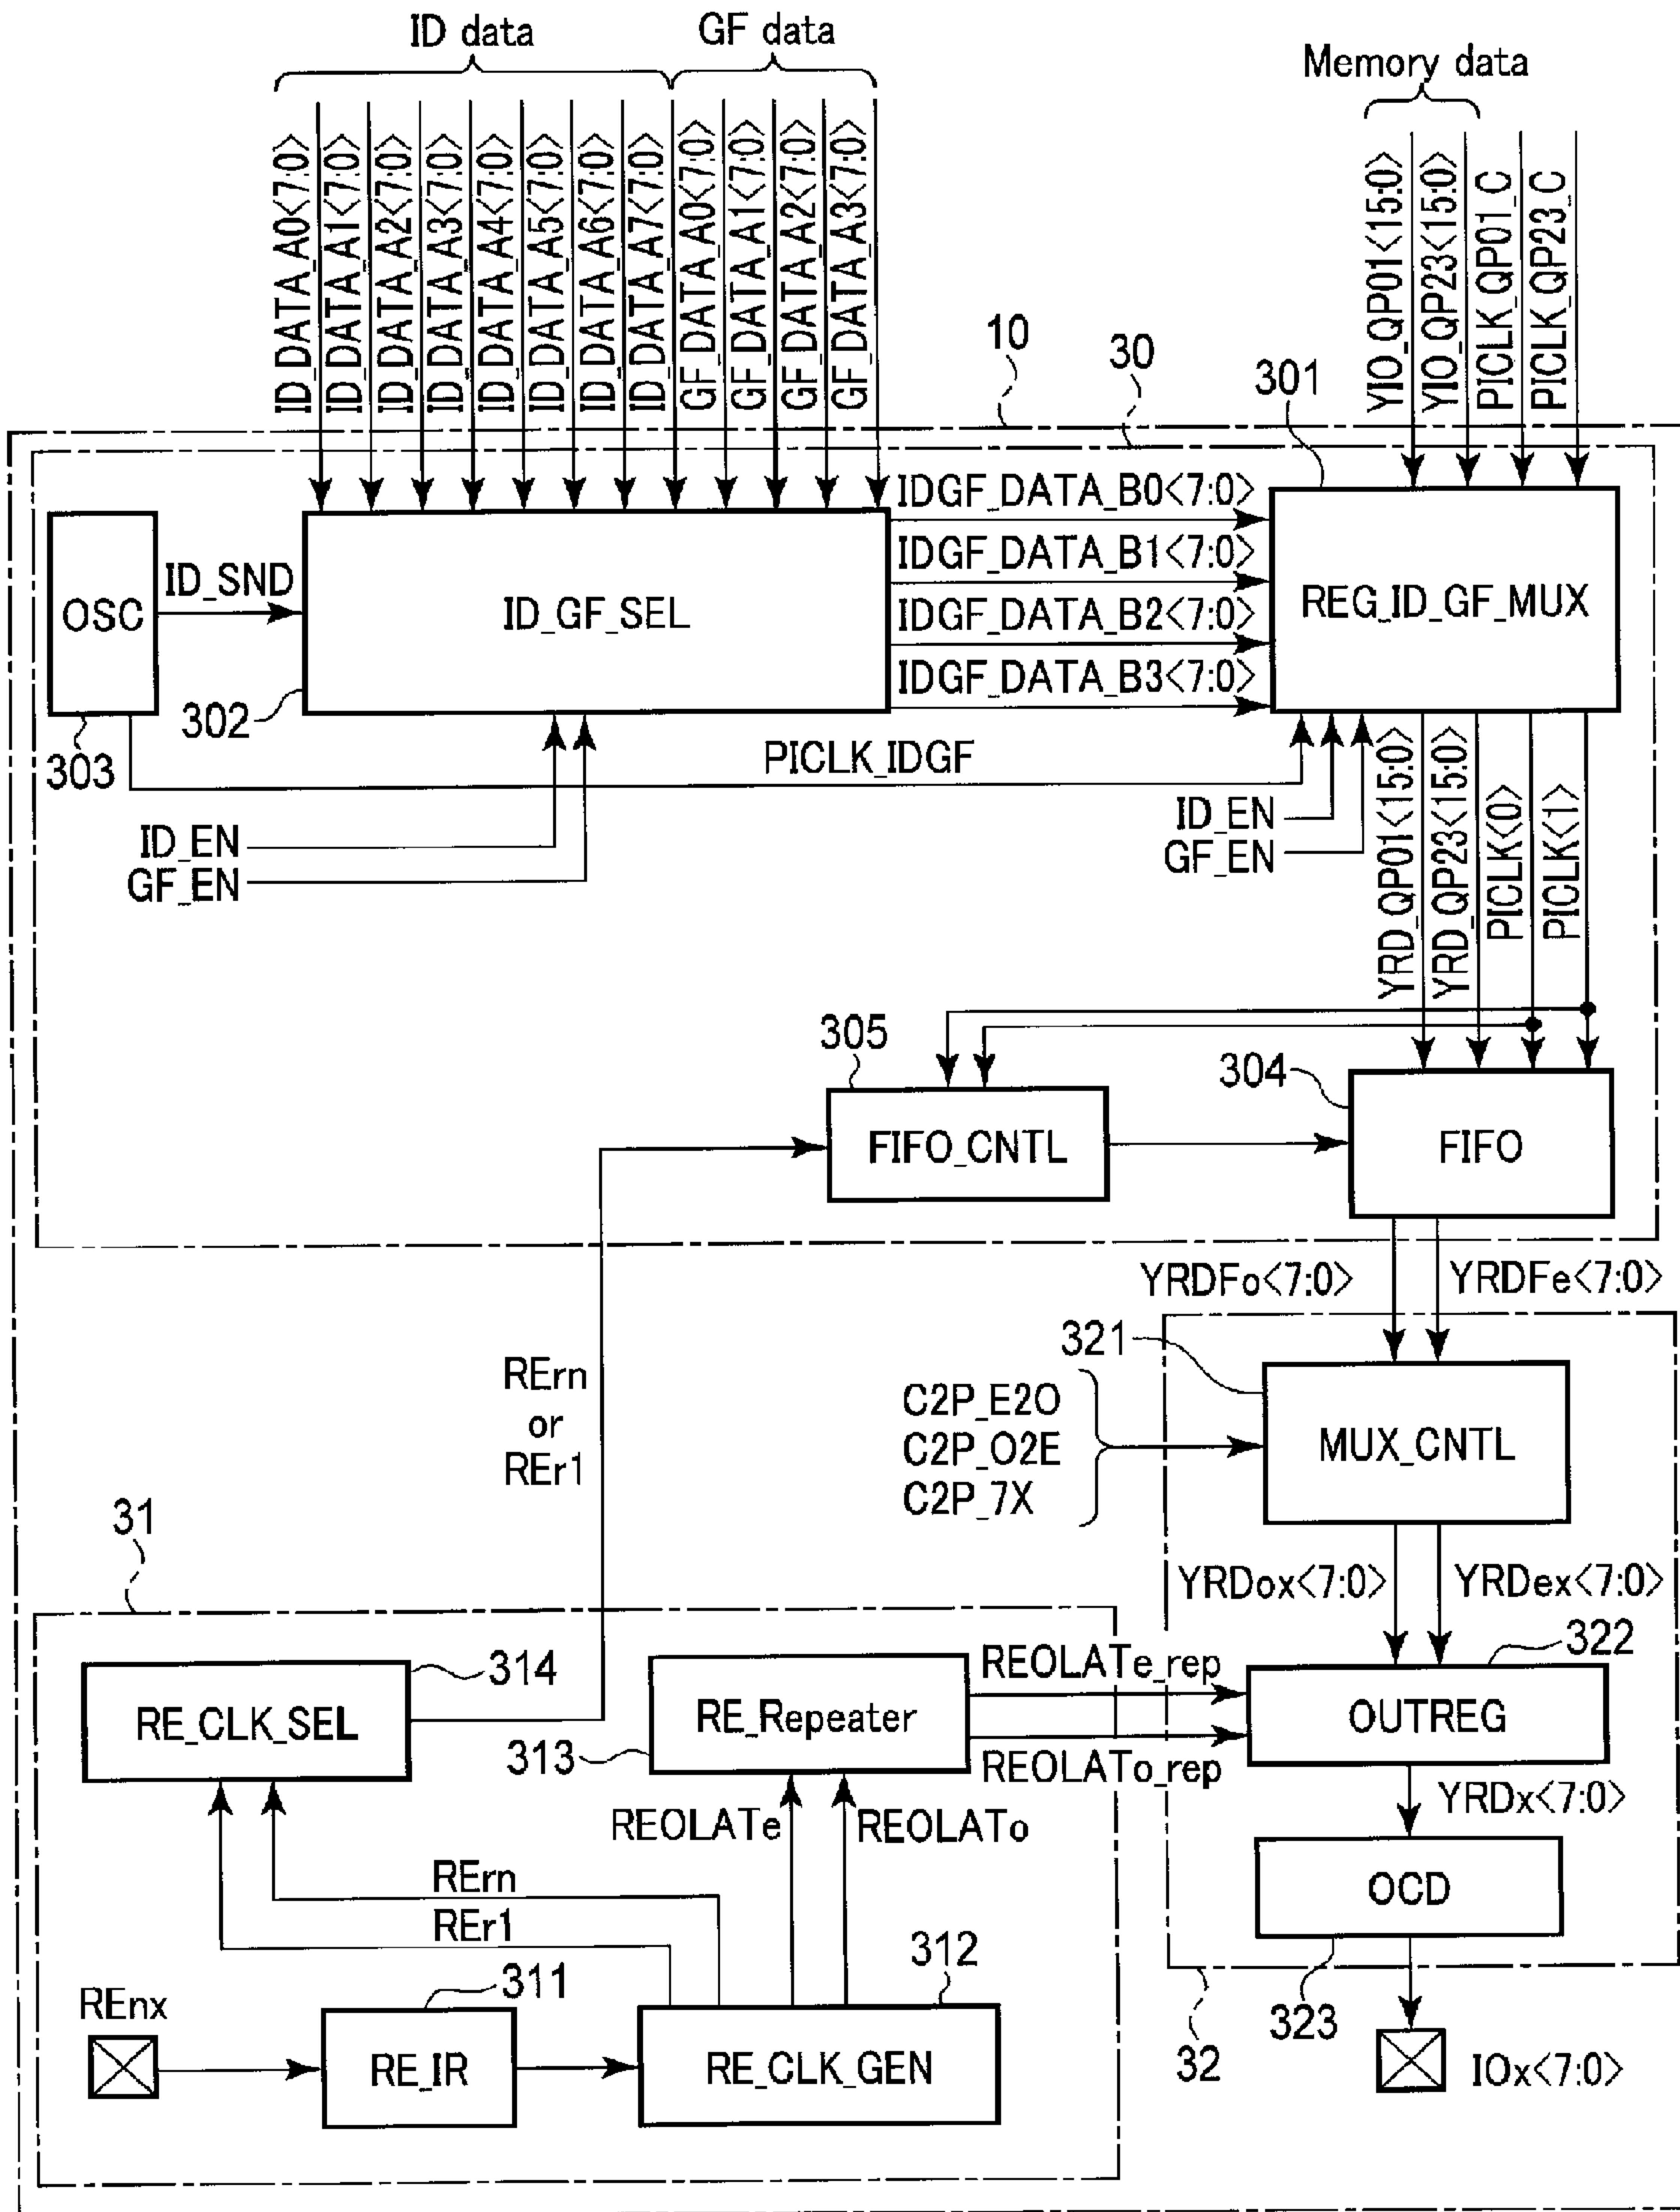 ID data
GF data
Memory data
ID_DATA_A0<7:0>
ID_DATA_A1<7:0>
ID_DATA_A2<7:0>
ID_DATA_A3<7:0>
ID_DATA_A4<7:0>
ID_DATA_A5<7:0>
ID_DATA_A6<7:0>
ID_DATA_A7<7:0>
GF_DATA_A0<7:0>
GF_DATA_A1<7:0>
GF_DATA_A2<7:0>
GF_DATA_A3<7:0>
YIO_QP01<15:0>
YIO_QP23<15:0>
PICLK_QP01_C
PICLK_QP23_C
10
30
301
OSC
ID_SND
ID_GF_SEL
IDGF_DATA_B0<7:0>
IDGF_DATA_B1<7:0>
IDGF_DATA_B2<7:0>
IDGF_DATA_B3<7:0>
REG_ID_GF_MUX
303
302
PICLK_IDGF
ID_EN
GF_EN
ID_EN
GF_EN
YRD_QP01<15:0>
YRD_QP23<15:0>
PICLK<0>
PICLK<1>
305
304
FIFO_CNTL
FIFO
YRDFo<7:0>
YRDFe<7:0>
RErn
or
REr1
321
C2P_E2O
C2P_O2E
C2P_7X
MUX_CNTL
YRDox<7:0>
YRDex<7:0>
31
314
322
RE_CLK_SEL
RE_Repeater
313
REOLATe_rep
REOLATo_rep
OUTREG
YRDx<7:0>
REOLATe
REOLATo
RErn
REr1
OCD
REnx
311
312
RE_IR
RE_CLK_GEN
32
323
IOx<7:0>